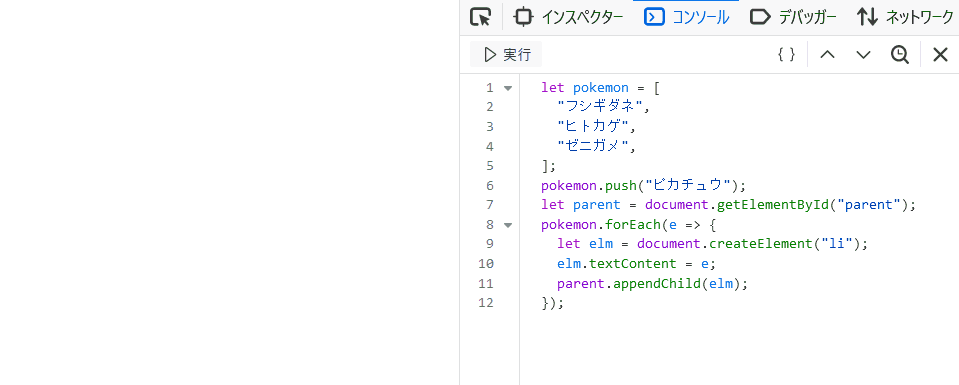 インスペクター コンソール デバッガー ネットワーク
実行 { }
1 let pokemon = [
2 "フシギダネ",
3 "ヒトカゲ",
4 "ゼニガメ",
5 ];
6 pokemon.push("ピカチュウ");
7 let parent = document.getElementById("parent");
8 pokemon.forEach(e => {
9 let elm = document.createElement("li");
10 elm.textContent = e;
11 parent.appendChild(elm);
12 });